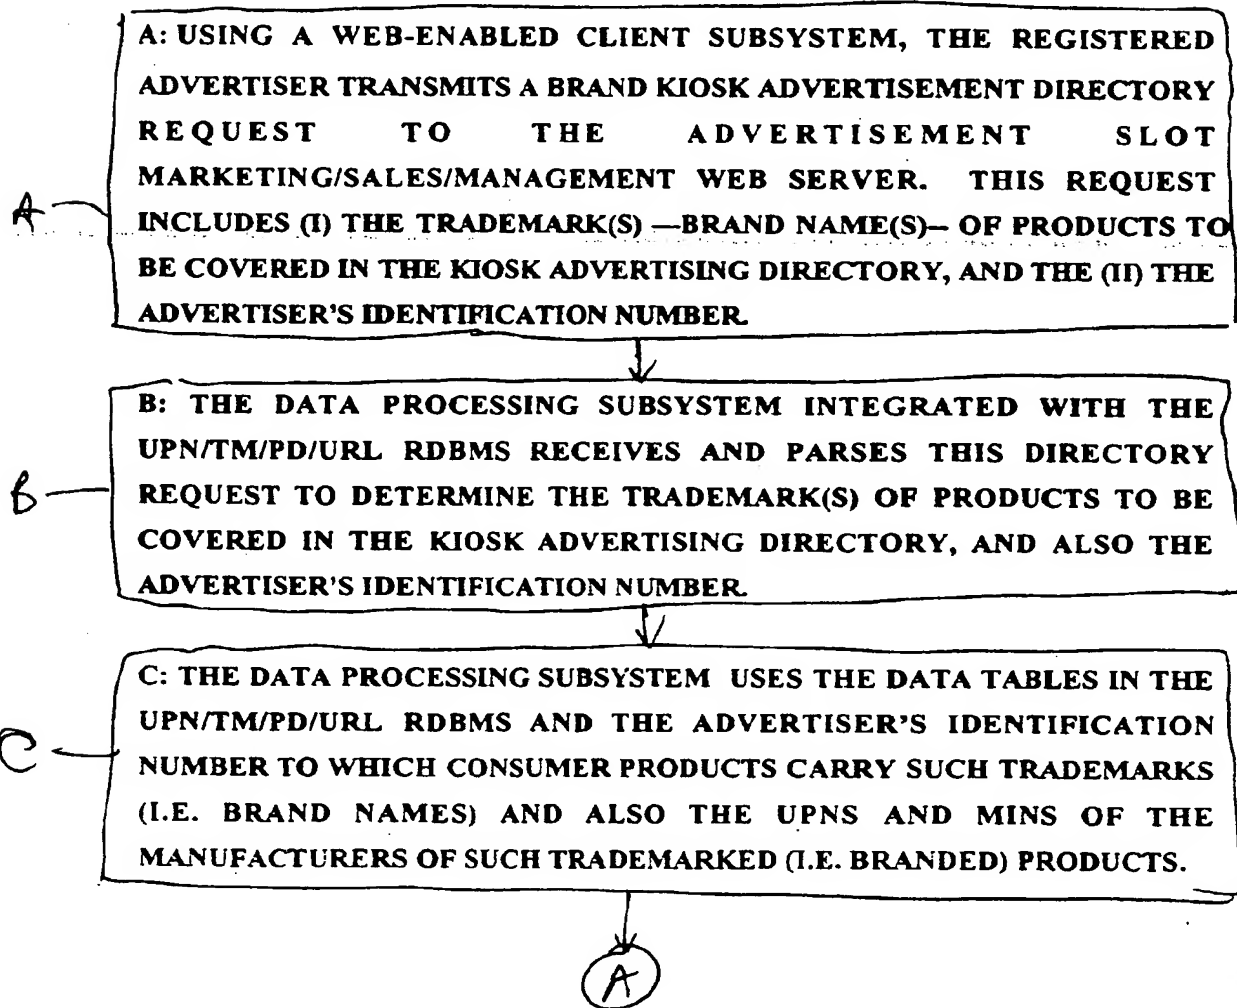 A: USING A WEB-ENABLED CLIENT SUBSYSTEM, THE REGISTERED
ADVERTISER TRANSMITS A BRAND KIOSK ADVERTISEMENT DIRECTORY
REQUEST TO THE ADVERTISEMENT SLOT
MARKETING/SALES/MANAGEMENT WEB SERVER. THIS REQUEST
A
INCLUDES (I) THE TRADEMARK(S) —BRAND NAME(S)– OF PRODUCTS TO
BE COVERED IN THE KIOSK ADVERTISING DIRECTORY, AND THE (II) THE
ADVERTISER'S IDENTIFICATION NUMBER.
B: THE DATA PROCESSING SUBSYSTEM INTEGRATED WITH THE
UPN/TM/PD/URL RDBMS RECEIVES AND PARSES THIS DIRECTORY
B
REQUEST TO DETERMINE THE TRADEMARK(S) OF PRODUCTS TO BE
COVERED IN THE KIOSK ADVERTISING DIRECTORY, AND ALSO THE
ADVERTISER'S IDENTIFICATION NUMBER.
C: THE DATA PROCESSING SUBSYSTEM USES THE DATA TABLES IN THE
UPN/TM/PD/URL RDBMS AND THE ADVERTISER'S IDENTIFICATION
C
NUMBER TO WHICH CONSUMER PRODUCTS CARRY SUCH TRADEMARKS
(I.E. BRAND NAMES) AND ALSO THE UPNS AND MINS OF THE
MANUFACTURERS OF SUCH TRADEMARKED (I.E. BRANDED) PRODUCTS.
A